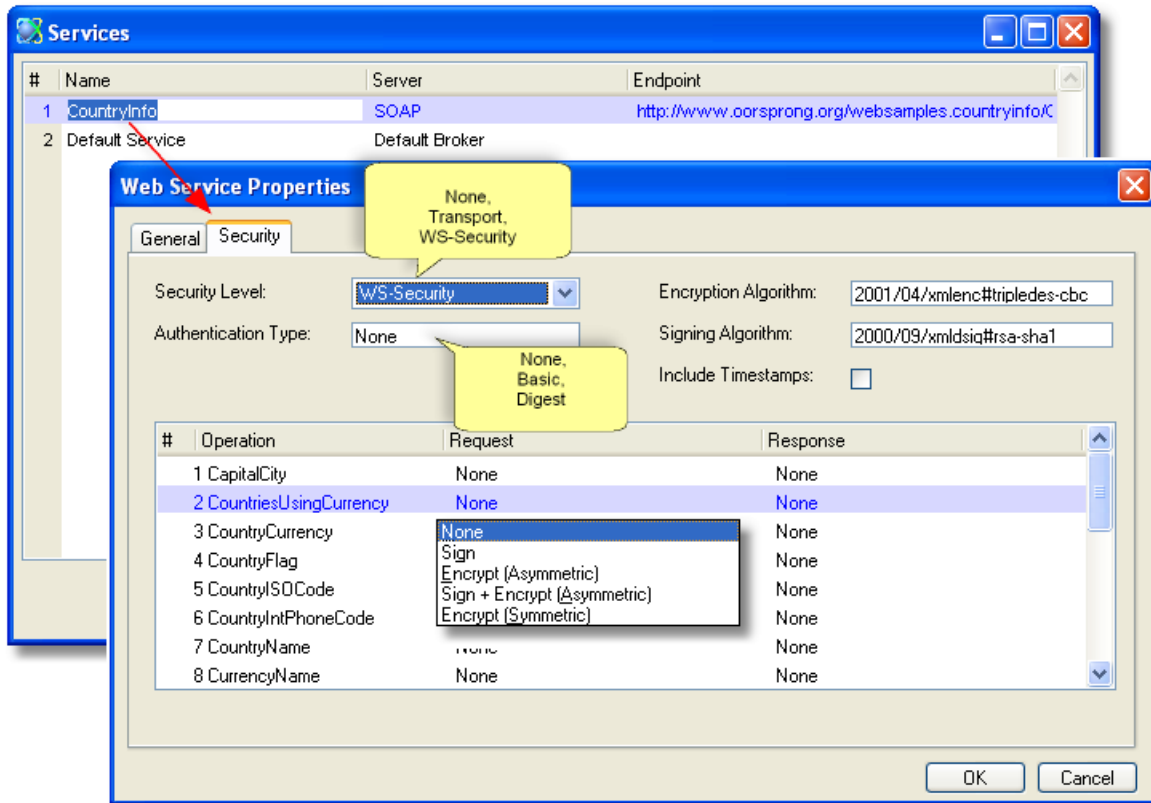 Services
# Name Server Endpoint
1 CountryInfo SOAP http://www.oorsprong.org/websamples.countryinfo/C
2 Default Service Default Broker
Web Service Properties
None,
Transport,
WS-Security
General Security
Security Level: WS-Security Encryption Algorithm: 2001/04/xmlenc#tripledes-cbc
Authentication Type: None Signing Algorithm: 2000/09/xmldsig#rsa-sha1
None,
Basic,
Digest
Include Timestamps:
# Operation Request Response
1 CapitalCity None None
2 CountriesUsingCurrency None None
3 CountryCurrency None
4 CountryFlag None
5 CountryISOCode None
6 CountryIntPhoneCode None
None
Sign
Encrypt (Asymmetric)
Sign + Encrypt (Asymmetric)
Encrypt (Symmetric)
7 CountryName None
8 CurrencyName None None
OK Cancel